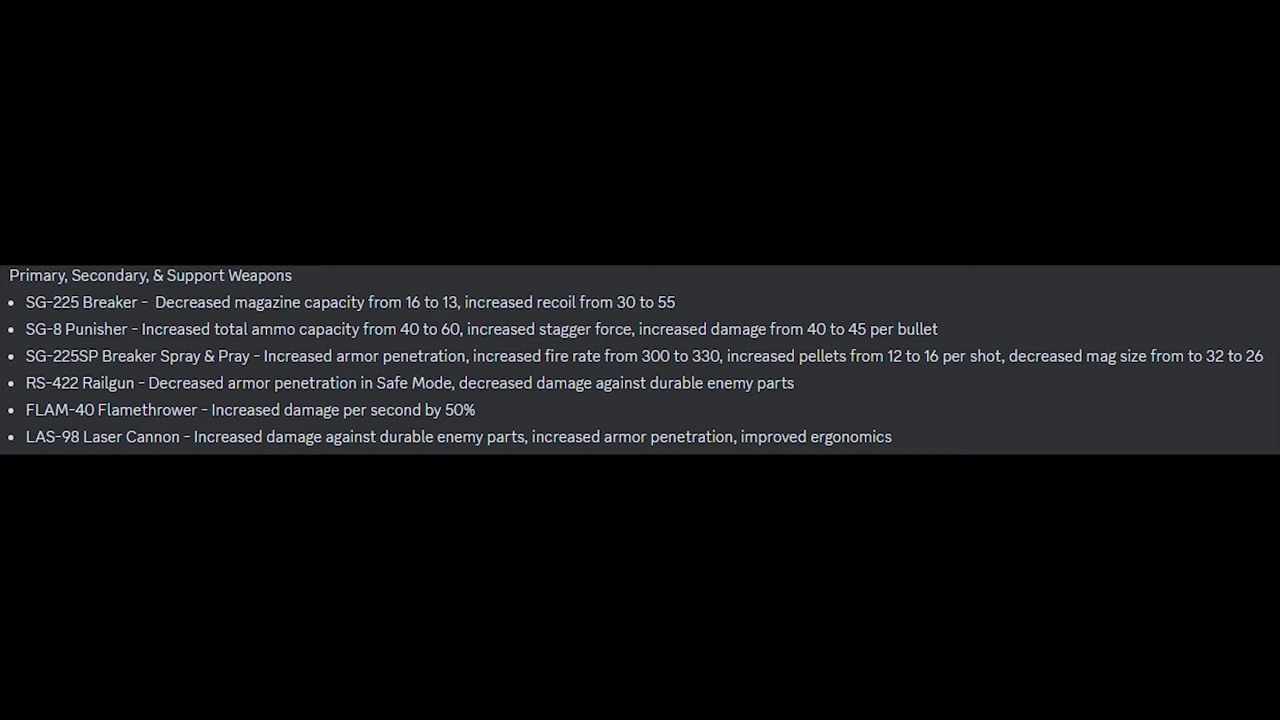 Primary, Secondary, & Support Weapons
• SG-225 Breaker - Decreased magazine capacity from 16 to 13, increased recoil from 30 to 55
• SG-8 Punisher - Increased total ammo capacity from 40 to 60, increased stagger force, increased damage from 40 to 45 per bullet
• SG-225SP Breaker Spray & Pray - Increased armor penetration, increased fire rate from 300 to 330, increased pellets from 12 to 16 per shot, decreased mag size from to 32 to 26
• RS-422 Railgun - Decreased armor penetration in Safe Mode, decreased damage against durable enemy parts
• FLAM-40 Flamethrower - Increased damage per second by 50%
• LAS-98 Laser Cannon - Increased damage against durable enemy parts, increased armor penetration, improved ergonomics